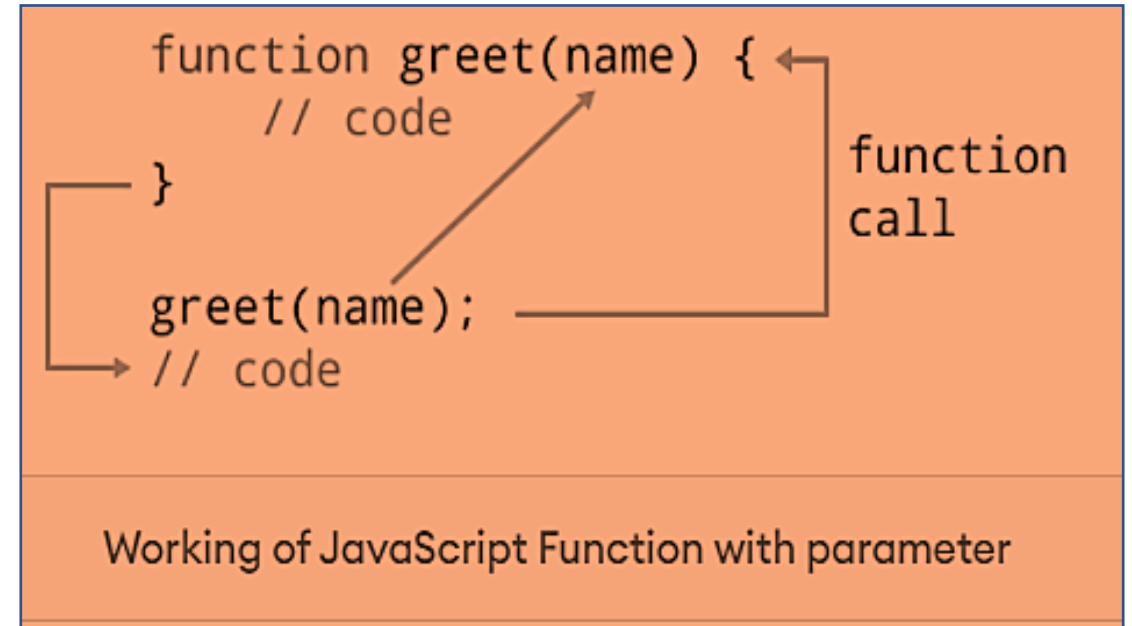 function greet(name) {
// code
}
function
call
greet(name);
// code
Working of JavaScript Function with parameter